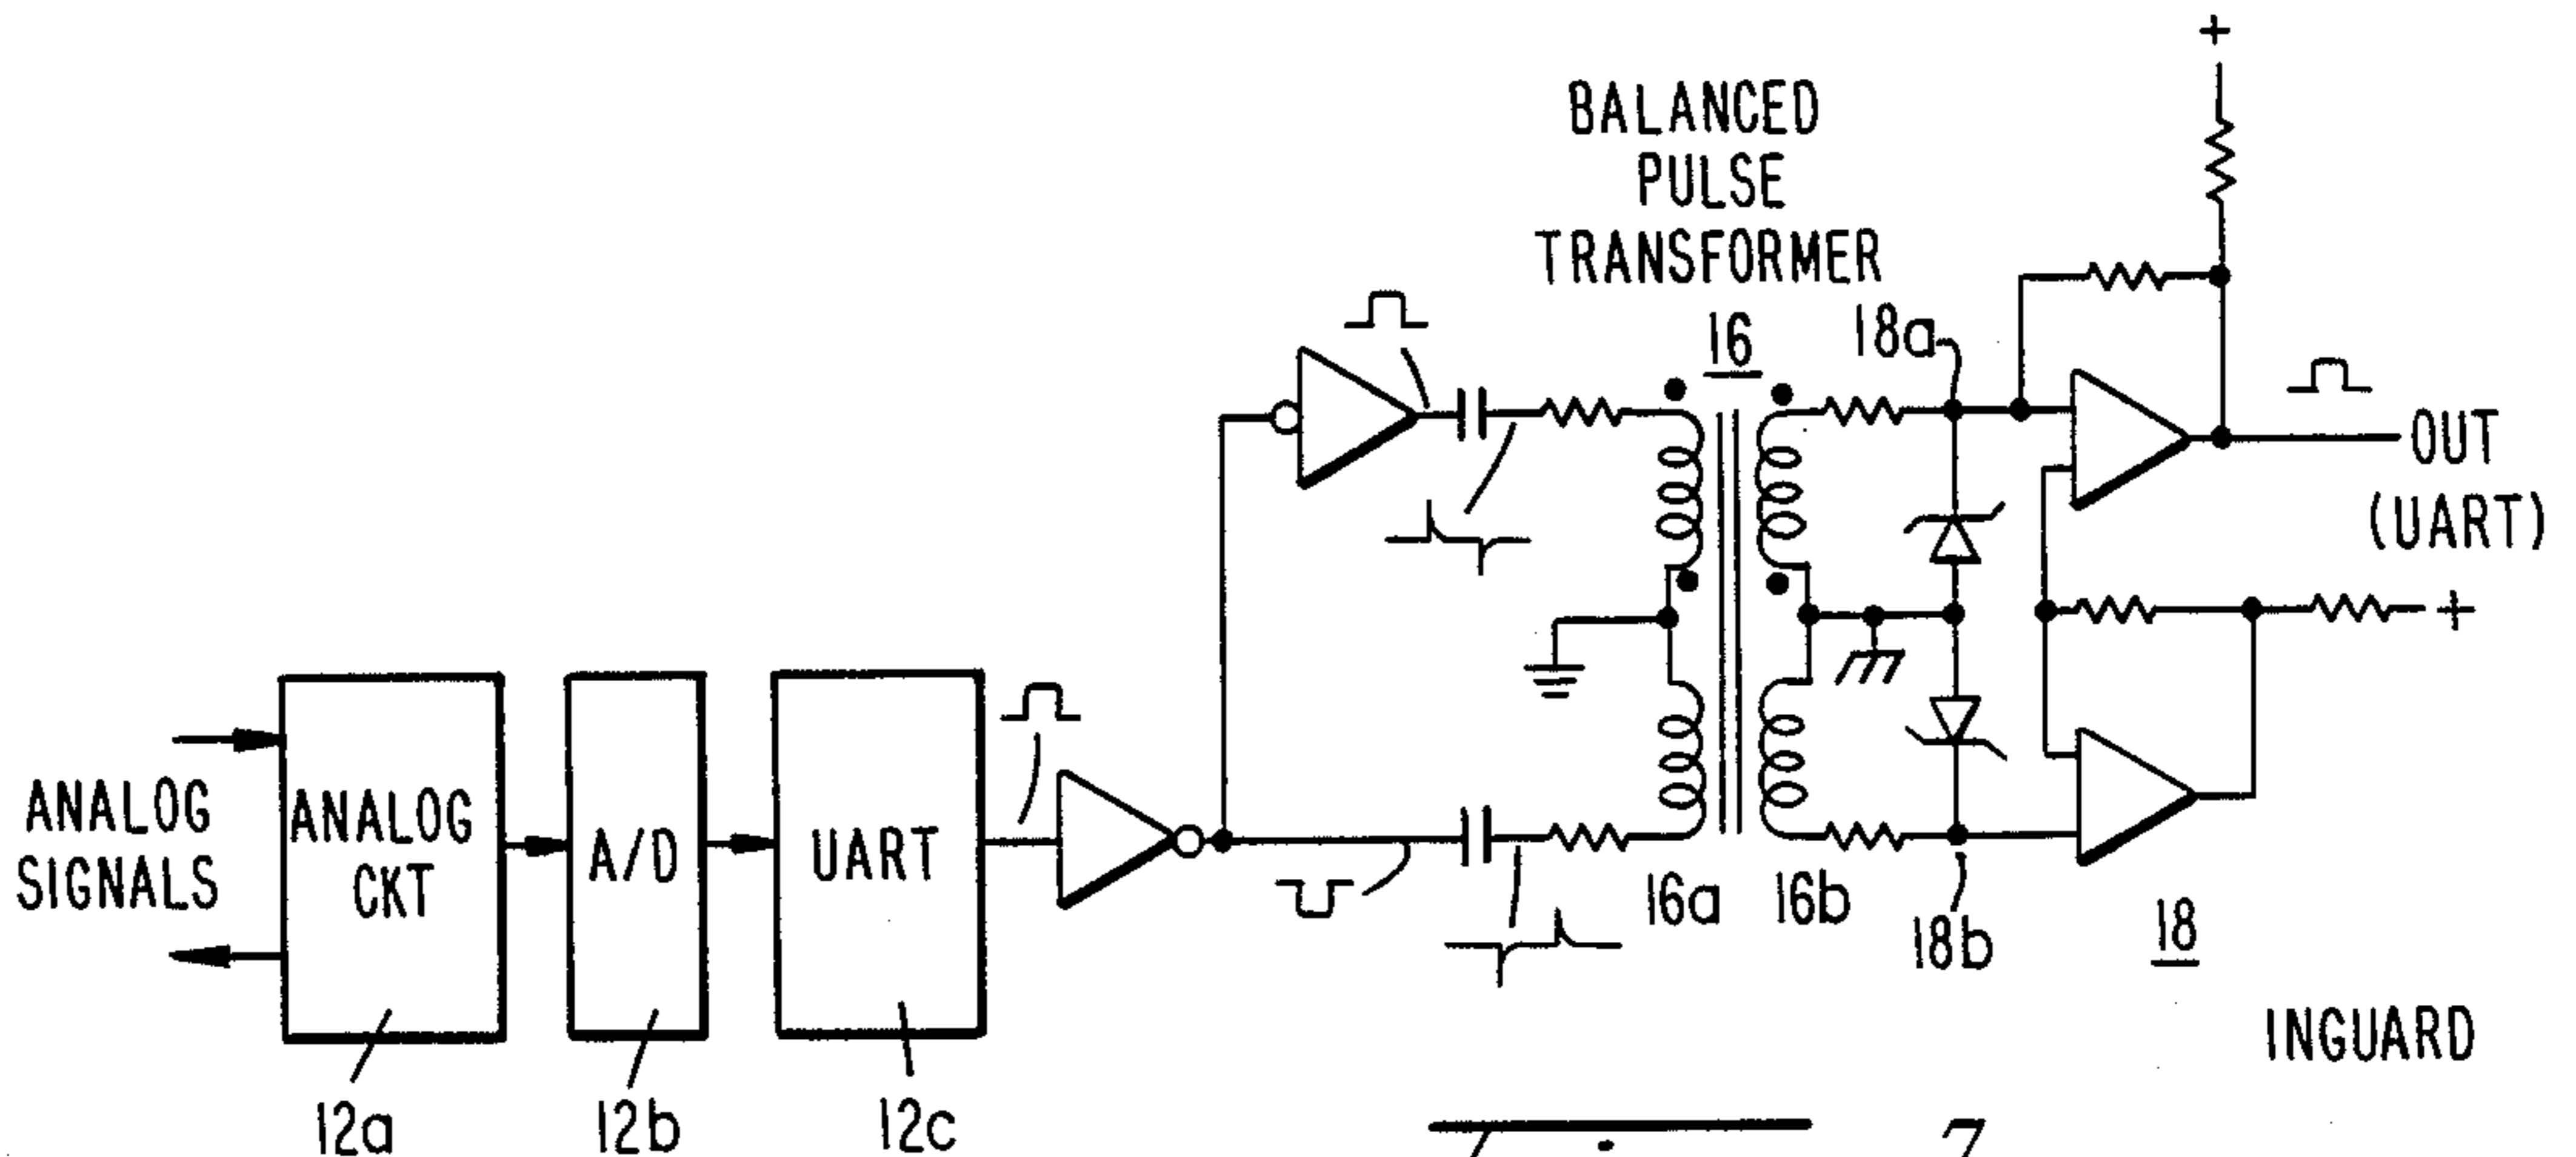 +
BALANCED
PULSE
TRANSFORMER
16
18a
OUT
(UART)
+
ANALOG
SIGNALS
ANALOG
CKT
A/D
UART
16a
16b
18b
18
INGUARD
12a
12b
12c